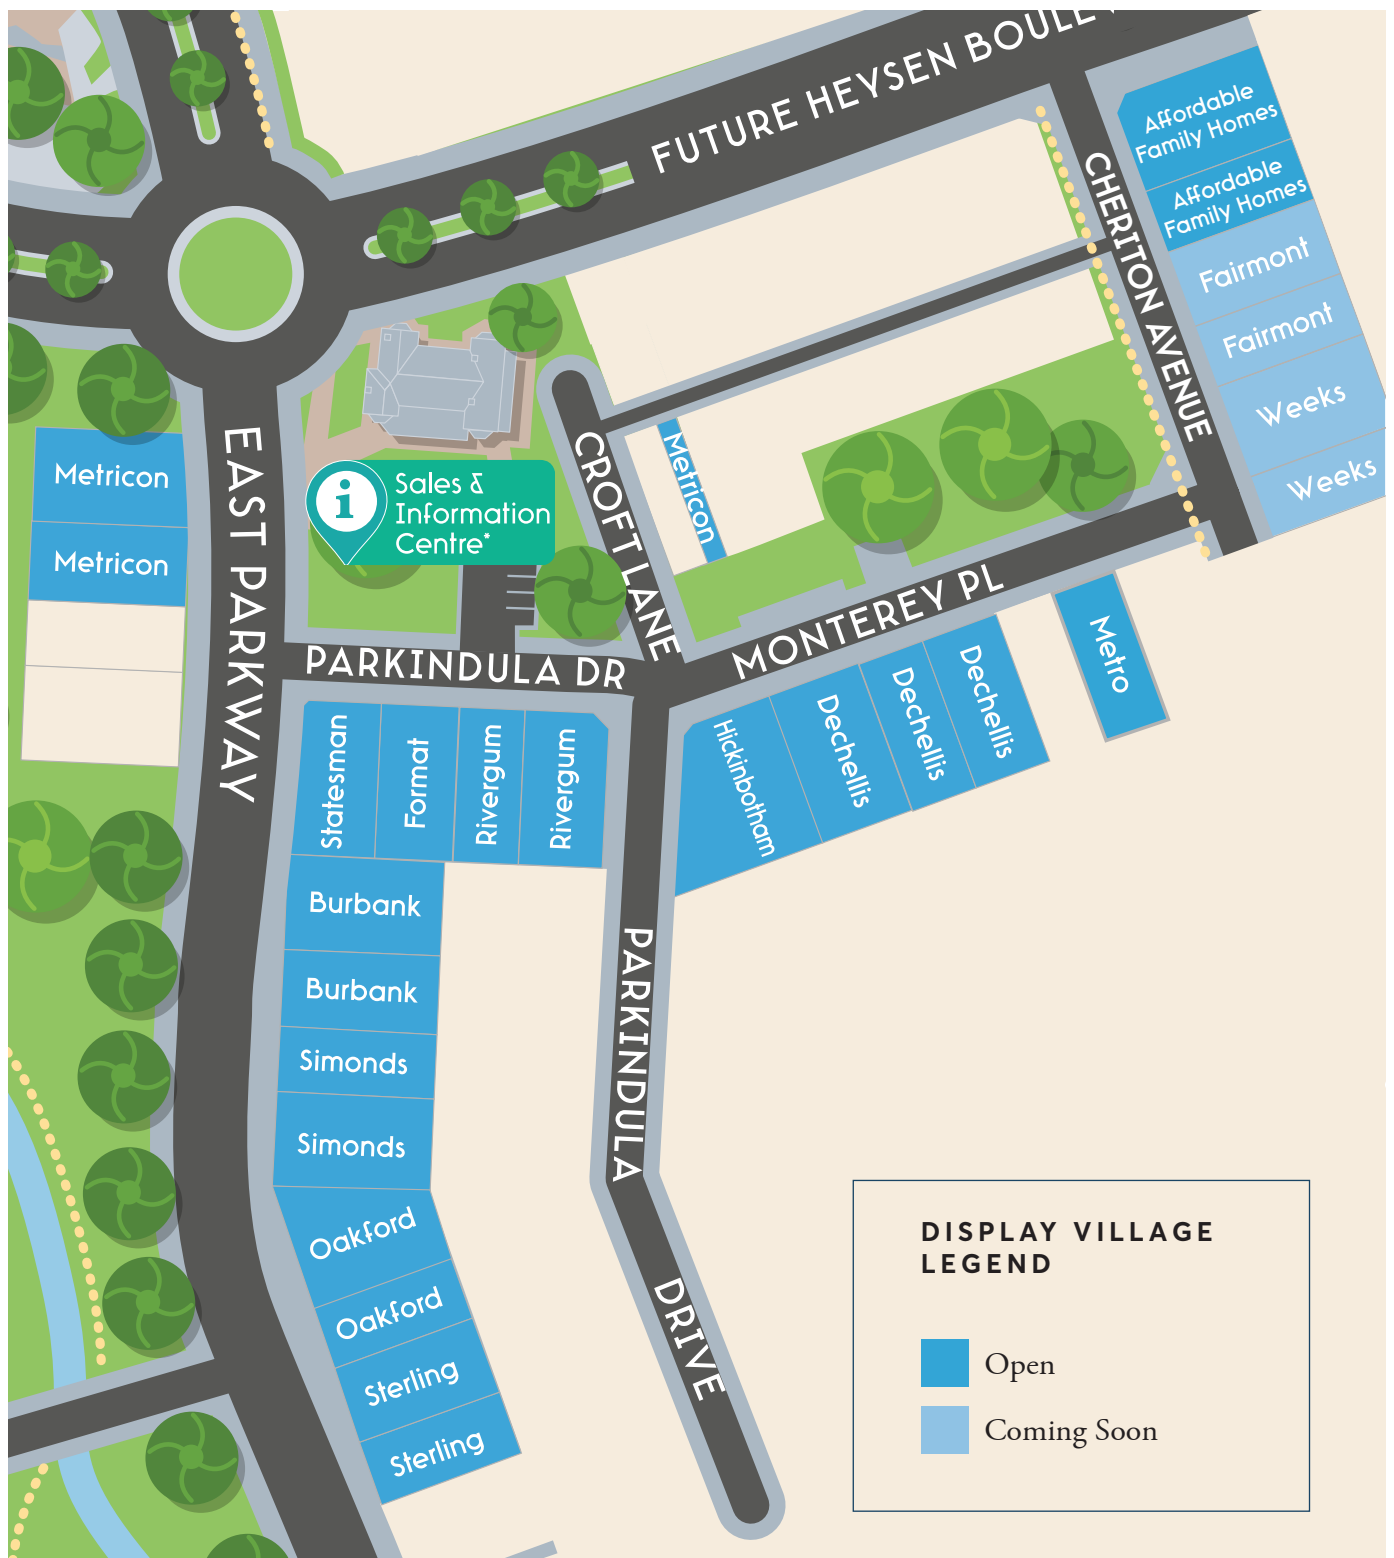 FUTURE HEYSEN BOULEV
Affordable
Family Homes
Affordable
Family Homes
CHERITON AVENUE
Fairmont
Fairmont
Weeks
Weeks
EAST PARKWAY
Metricon
Metricon
i
Sales &
Information
Centre*
CROFT LANE
Metricon
MONTEREY PL
Metro
PARKINDULA DR
Hickinbotham
Dechellis
Dechellis
Dechellis
Statesman
Format
Rivergum
Rivergum
Burbank
Burbank
Simonds
Simonds
Oakford
Oakford
Sterling
Sterling
PARKINDULA
DRIVE
DISPLAY VILLAGE
LEGEND
Open
Coming Soon